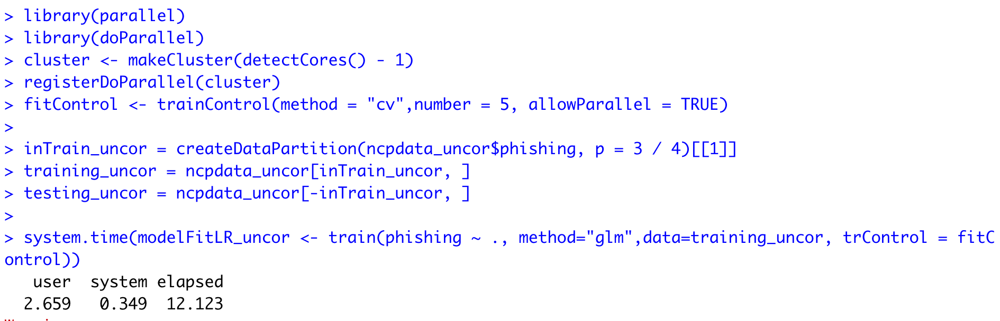 > library(parallel)
> library(doParallel)
> cluster <- makeCluster(detectCores() - 1)
> registerDoParallel(cluster)
> fitControl <- trainControl(method = "cv",number = 5, allowParallel = TRUE)
>
> inTrain_uncor = createDataPartition(ncpdata_uncor$phishing, p = 3 / 4)[[1]]
> training_uncor = ncpdata_uncor[inTrain_uncor, ]
> testing_uncor = ncpdata_uncor[-inTrain_uncor, ]
>
> system.time(modelFitLR_uncor <- train(phishing ~ ., method="glm",data=training_uncor, trControl = fitC
ontrol))
   user  system elapsed
  2.659   0.349  12.123